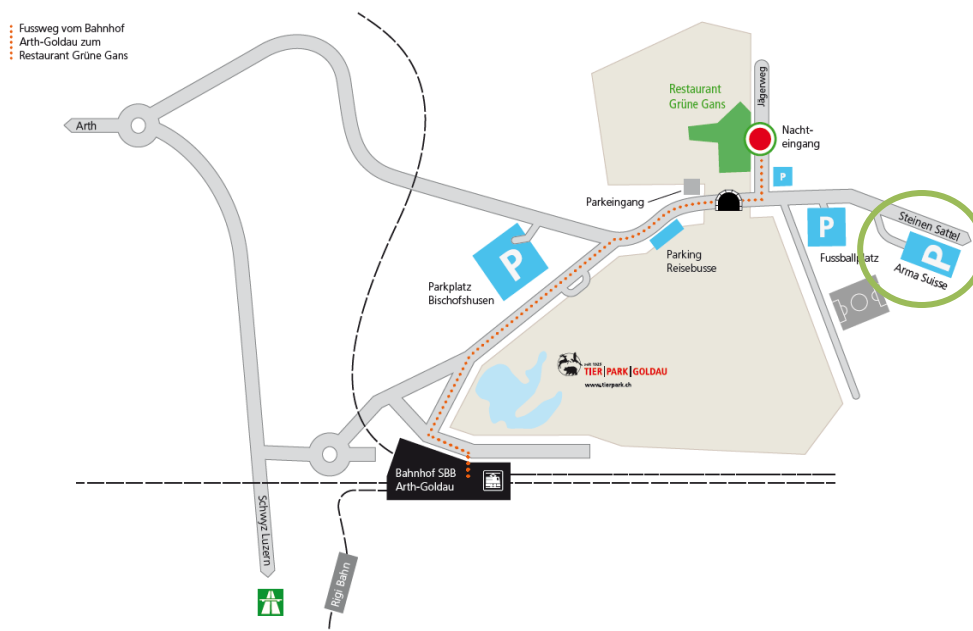 Fussweg vom Bahnhof
Arth-Goldau zum
Restaurant Grüne Gans
Arth
Restaurant
Grüne Gans
Jägerweg
Nacht-
eingang
P
Parkeingang
P
Steinen Sattel
P
Fussballplatz
Arma Suisse
Parking
Reisebusse
P
Parkplatz
Bischofshusen
seit 1925
TIER|PARK|GOLDAU
www.tierpark.ch
Bahnhof SBB
Arth-Goldau
Schwyz Luzern
Rigi Bahn